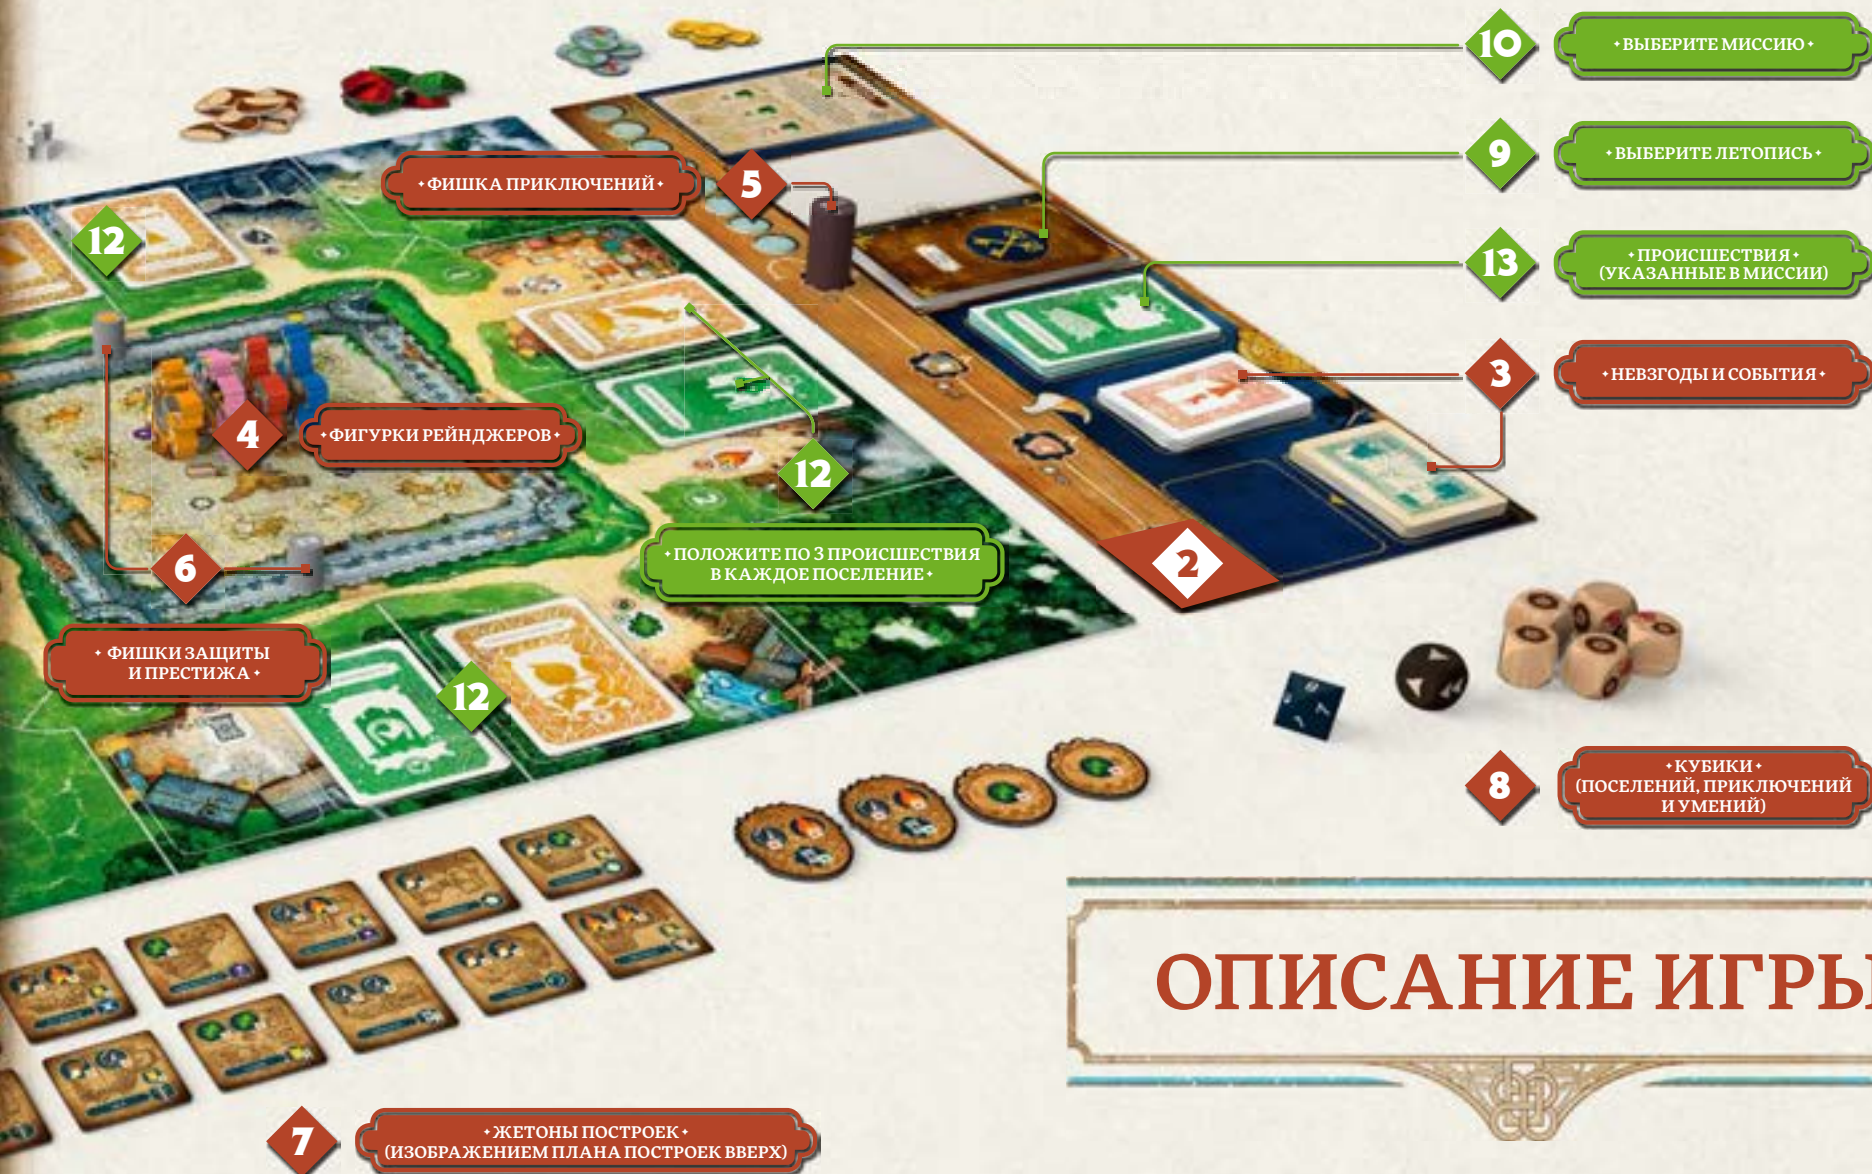 10
• ВЫБЕРИТЕ МИССИЮ •
9
• ВЫБЕРИТЕ ЛЕТОПИСЬ •
5
• ФИШКА ПРИКЛЮЧЕНИЙ •
12
13
• ПРОИСШЕСТВИЯ •
(УКАЗАННЫЕ В МИССИИ)
3
• НЕВЗГОДЫ И СОБЫТИЯ •
4
• ФИГУРКИ РЕЙНДЖЕРОВ •
12
• ПОЛОЖИТЕ ПО 3 ПРОИСШЕСТВИЯ
В КАЖДОЕ ПОСЕЛЕНИЕ •
2
6
• ФИШКИ ЗАЩИТЫ
И ПРЕСТИЖА •
12
8
• КУБИКИ •
(ПОСЕЛЕНИЙ, ПРИКЛЮЧЕНИЙ
И УМЕНИЙ)
ОПИСАНИЕ ИГРЫ
7
• ЖЕТОНЫ ПОСТРОЕК •
(ИЗОБРАЖЕНИЕМ ПЛАНА ПОСТРОЕК ВВЕРХ)